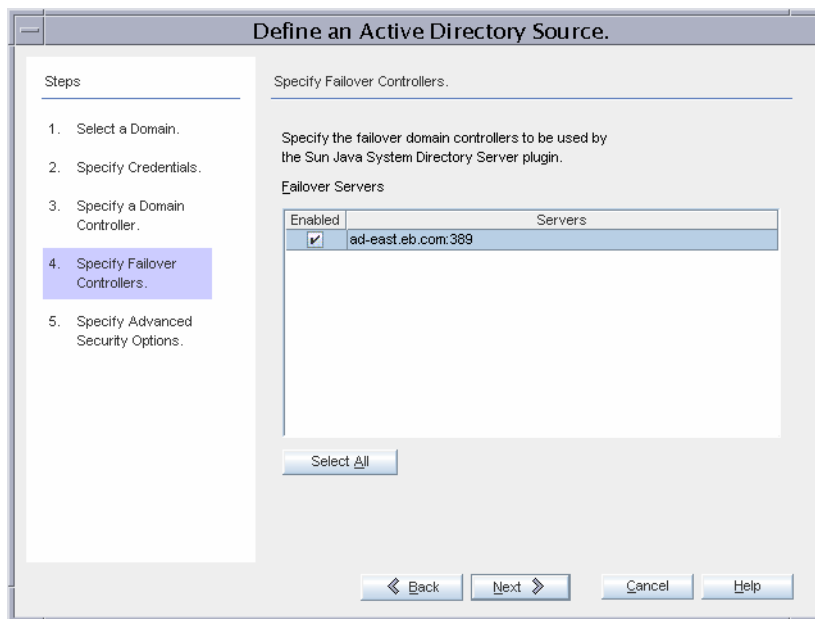 Define an Active Directory Source.
Steps
1. Select a Domain.
2. Specify Credentials.
3. Specify a Domain
Controller.
4. Specify Failover
Controllers.
5. Specify Advanced
Security Options.
Specify Failover Controllers.
Specify the failover domain controllers to be used by
the Sun Java System Directory Server plugin.
Failover Servers
Enabled Servers
ad-east.eb.com:389
Select All
Back Next Cancel Help